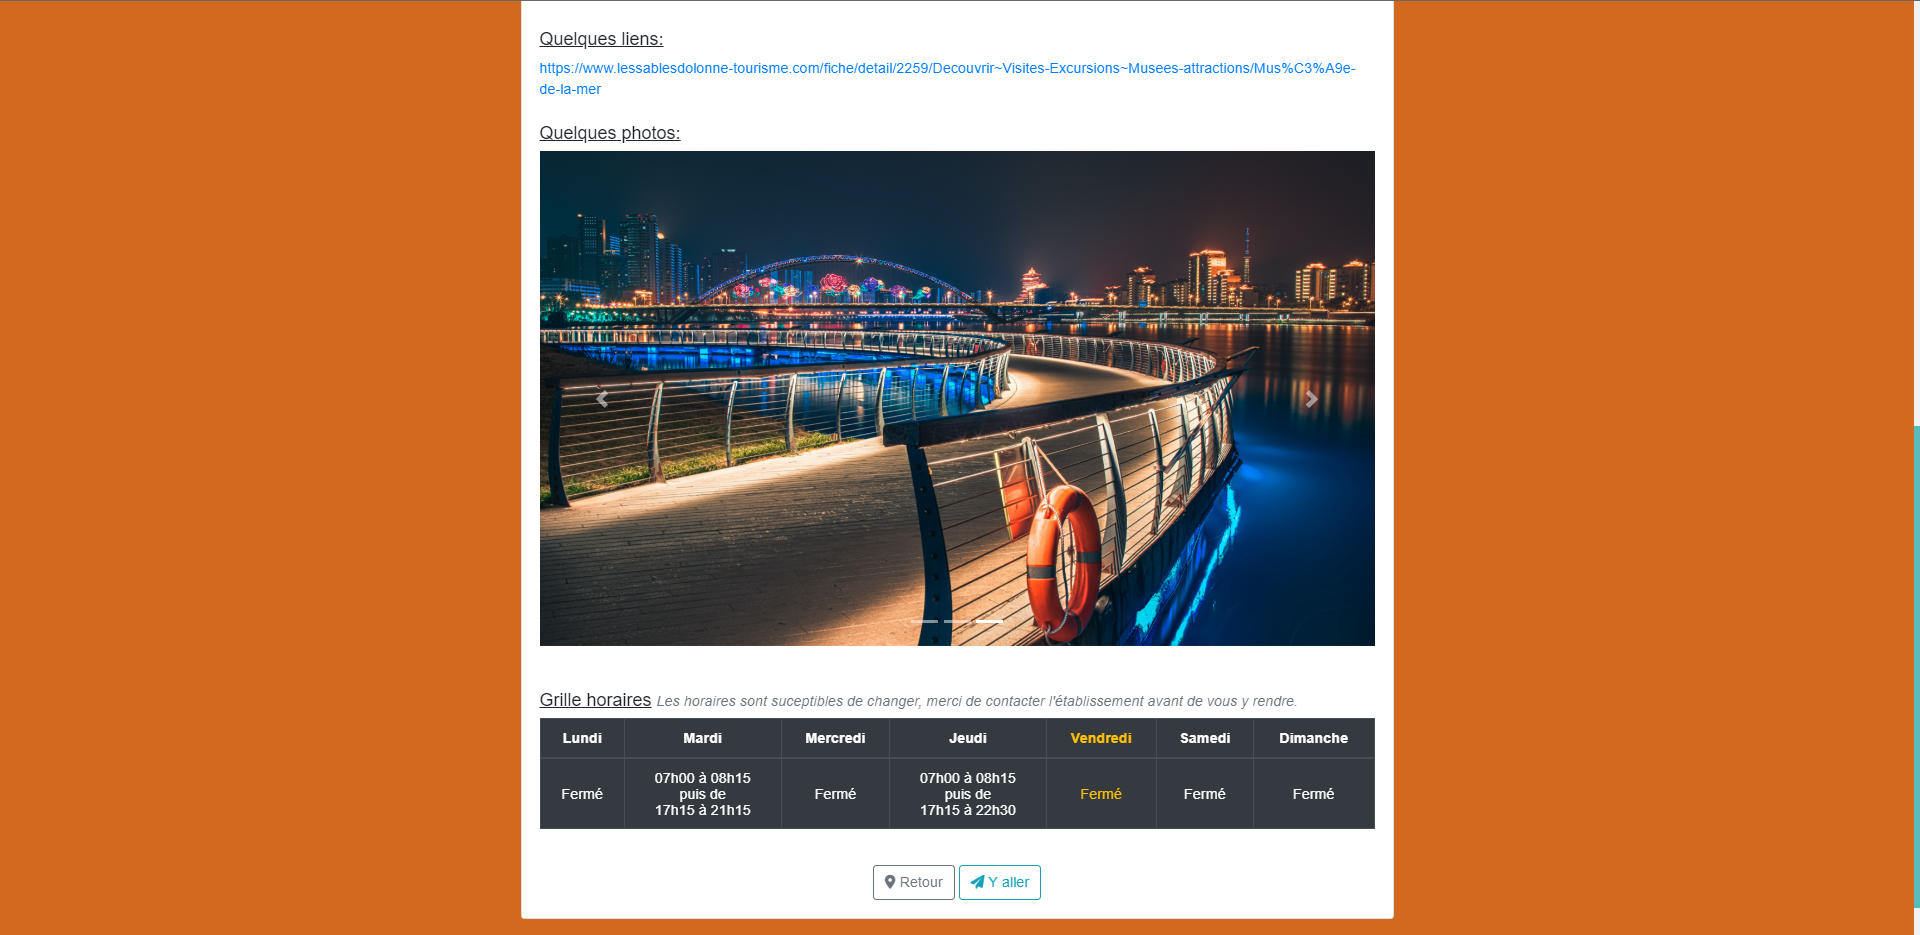 Quelques liens:
https://www.lessablesdolonne-tourisme.com/fiche/detail/2259/Decouvrir~Visites-Excursions~Musees-attractions/Mus%C3%A9e-
de-la-mer
Quelques photos:
Grille horaires Les horaires sont suceptibles de changer, merci de contacter l'établissement avant de vous y rendre.
Lundi Mardi Mercredi Jeudi Vendredi Samedi Dimanche
Fermé 07h00 à 08h15 puis de 17h15 à 21h15 Fermé 07h00 à 08h15 puis de 17h15 à 22h30 Fermé Fermé Fermé
Retour Y aller